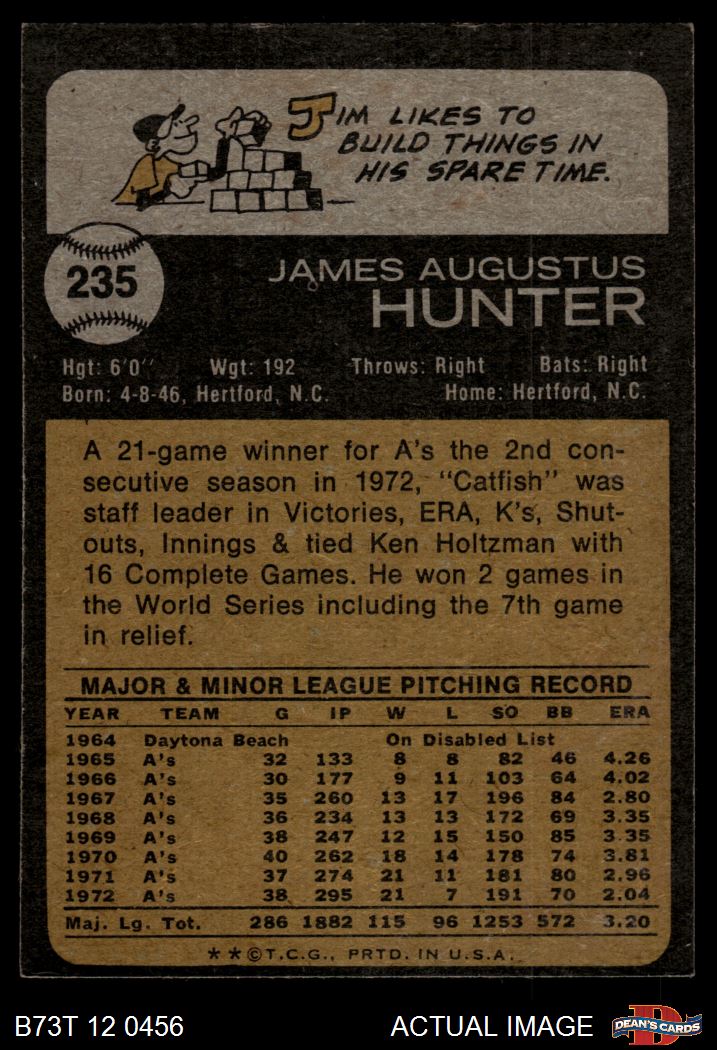 JIM LIKES TO
BUILD THINGS IN
HIS SPARE TIME.
235
JAMES AUGUSTUS
HUNTER
Hgt: 6'0" Wgt: 192 Throws: Right Bats: Right
Born: 4-8-46, Hertford, N.C. Home: Hertford, N.C.
A 21-game winner for A's the 2nd con-
secutive season in 1972, "Catfish" was
staff leader in Victories, ERA, K's, Shut-
outs, Innings & tied Ken Holtzman with
16 Complete Games. He won 2 games in
the World Series including the 7th game
in relief.
MAJOR & MINOR LEAGUE PITCHING RECORD
YEAR TEAM G IP W L SO BB ERA
1964 Daytona Beach On Disabled List
1965 A's 32 133 8 8 82 46 4.26
1966 A's 30 177 9 11 103 64 4.02
1967 A's 35 260 13 17 196 84 2.80
1968 A's 36 234 13 13 172 69 3.35
1969 A's 38 247 12 15 150 85 3.35
1970 A's 40 262 18 14 178 74 3.81
1971 A's 37 274 21 11 181 80 2.96
1972 A's 38 295 21 7 191 70 2.04
Maj. Lg. Tot. 286 1882 115 96 1253 572 3.20
**©T.C.G., PRTD. IN U.S.A.
B73T 12 0456 ACTUAL IMAGE DEAN'S CARDS